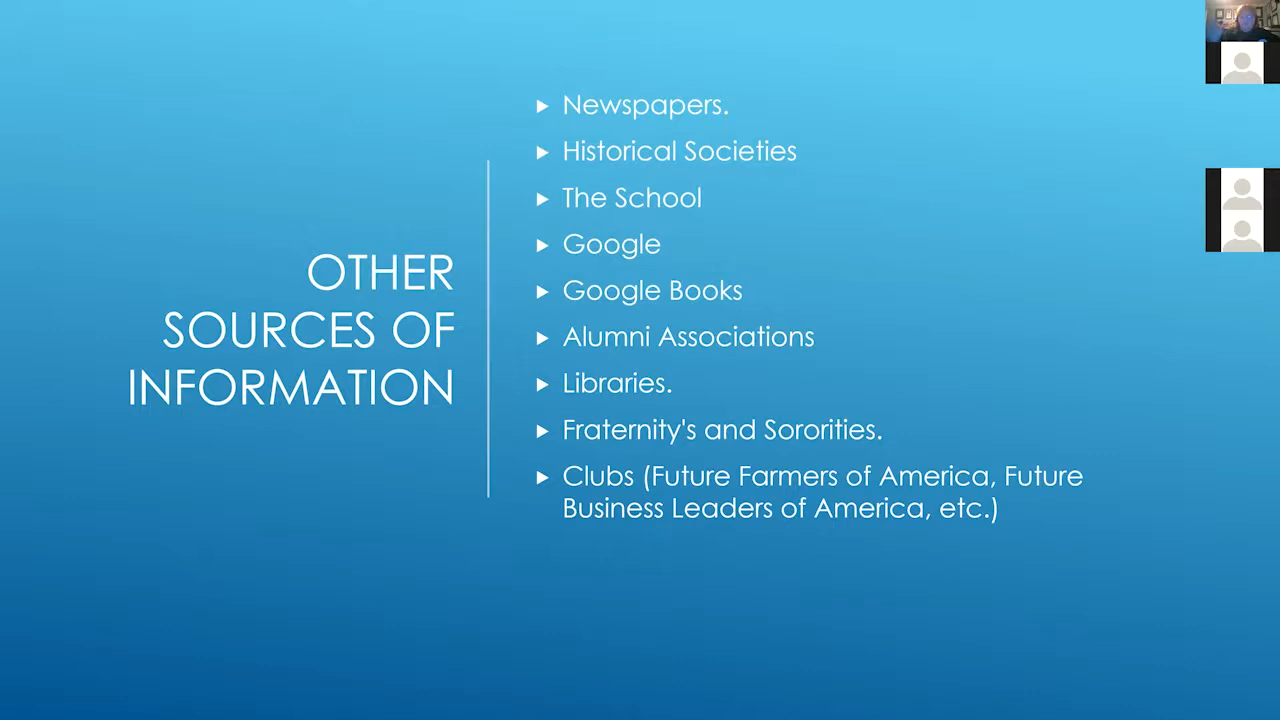 OTHER
SOURCES OF
INFORMATION
Newspapers.
Historical Societies
The School
Google
Google Books
Alumni Associations
Libraries.
Fraternity's and Sororities.
Clubs (Future Farmers of America, Future
Business Leaders of America, etc.)